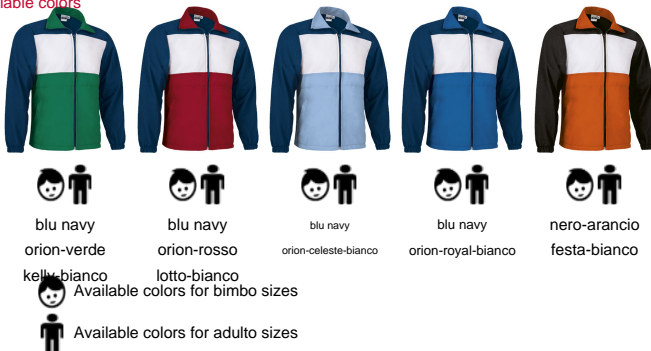 lable colors
blu navy
orion-verde
kelly-bianco
blu navy
orion-rosso
lotto-bianco
blu navy
orion-celeste-bianco
blu navy
orion-royal-bianco
nero-arancio
festa-bianco
Available colors for bimbo sizes
Available colors for adulto sizes